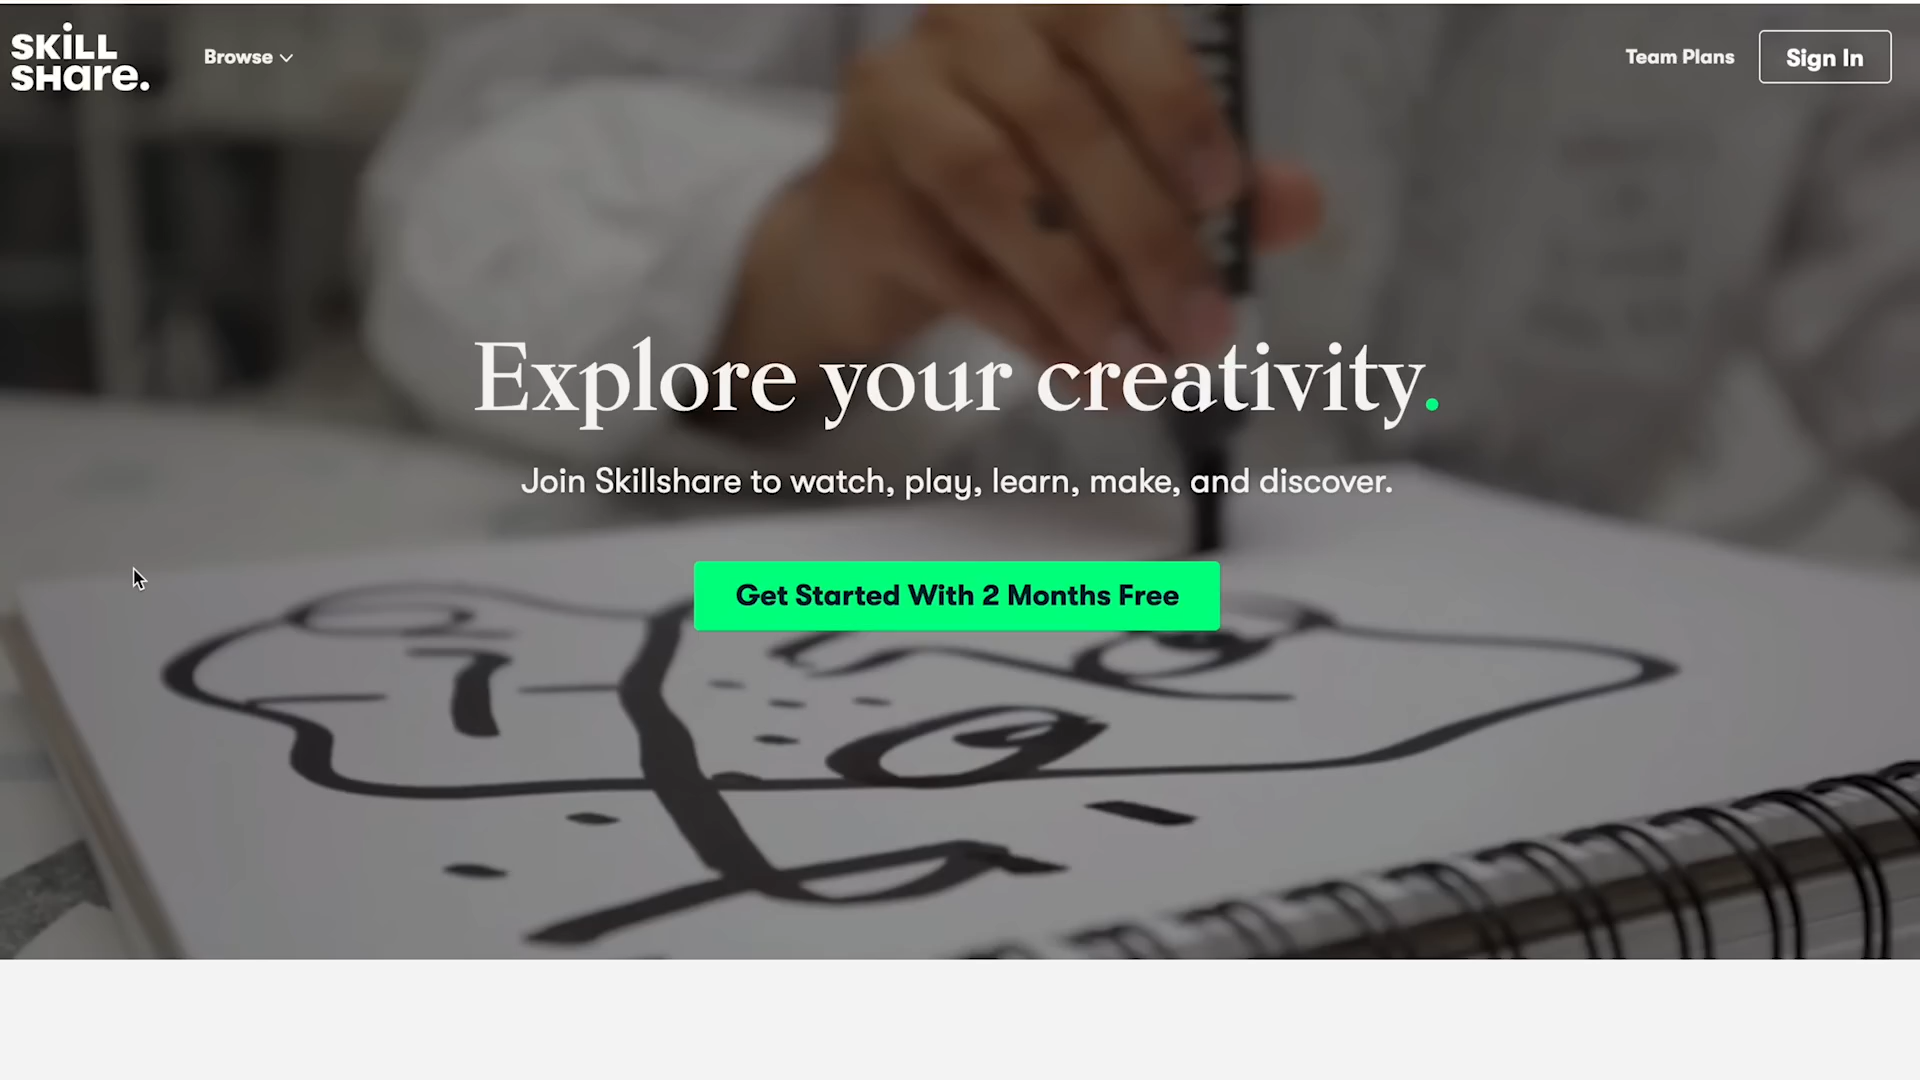 SKiLL
SHare.
Browse
Team Plans
Sign In
Explore your creativity.
Join Skillshare to watch, play, learn, make, and discover.
Get Started With 2 Months Free